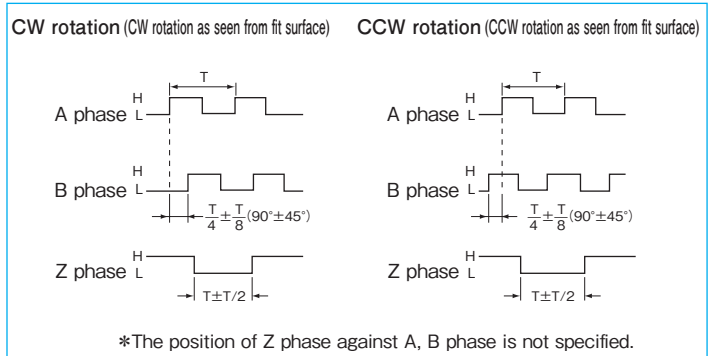 CW rotation (CW rotation as seen from fit surface)
CCW rotation (CCW rotation as seen from fit surface)
T
A phase H L
B phase H L
T/4±T/8(90°±45°)
Z phase H L
T±T/2
T
A phase H L
B phase H L
T/4±T/8(90°±45°)
Z phase H L
T±T/2
*The position of Z phase against A, B phase is not specified.